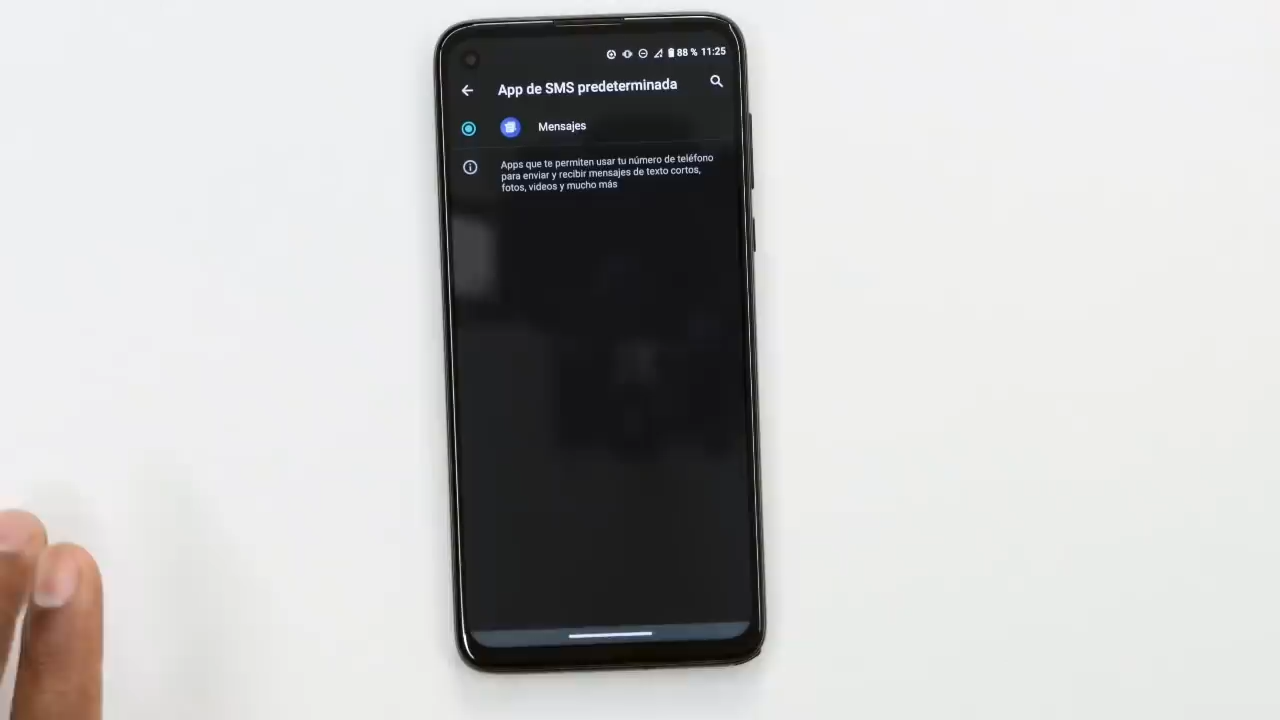 88 % 11:25
App de SMS predeterminada
Mensajes
Apps que te permiten usar tu número de teléfono
para enviar y recibir mensajes de texto cortos,
fotos, videos y mucho más